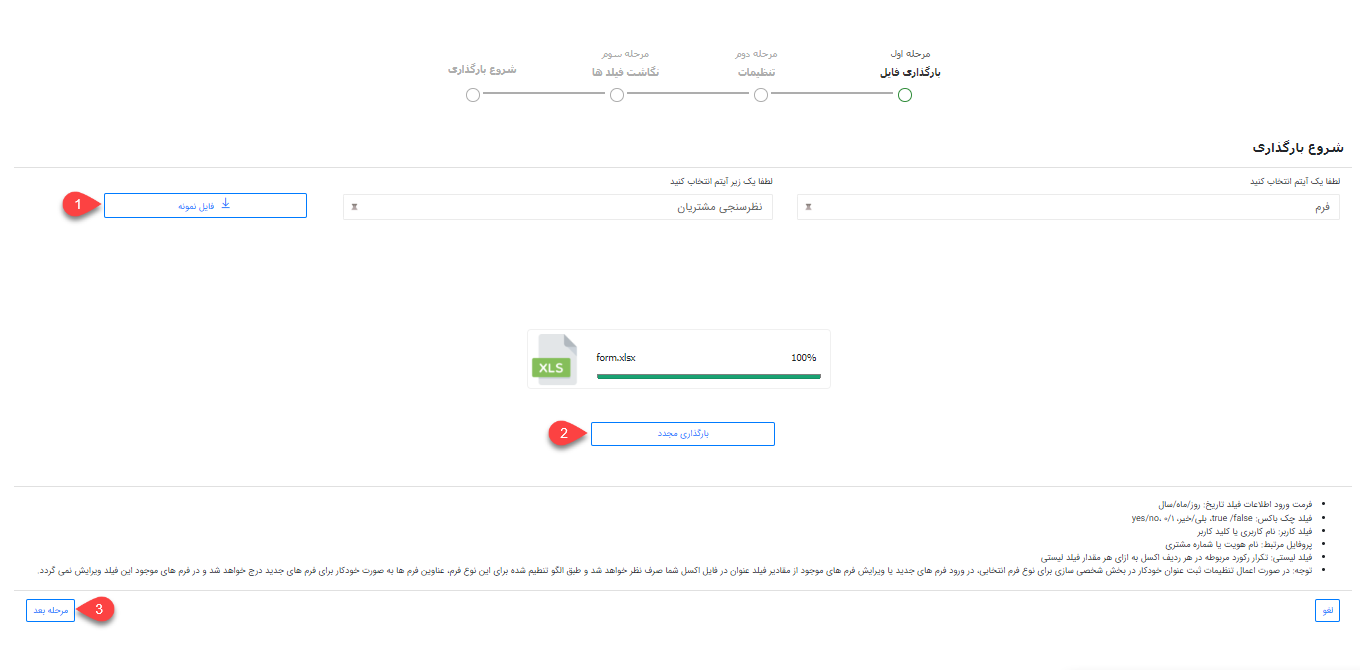 مرحله اول
بارگذاری فایل
مرحله دوم
تنظیمات
مرحله سوم
نگاشت فیلد ها
شروع بارگذاری
شروع بارگذاری
لطفا یک آیتم انتخاب کنید
فرم
لطفا یک زیر آیتم انتخاب کنید
نظرسنجی مشتریان
فایل نمونه
1
form.xlsx
100%
XLS
بارگذاری مجدد
2
فرمت ورود اطلاعات فیلد تاریخ: روز/ماه/سال
فیلد چک باکس: true /false، بلی/خیر، ۰/۱ ،yes/no
فیلد کاربر: نام کاربری یا کلید کاربر
پروفایل مرتبط: نام هویت یا شماره مشتری
فیلد لیستی: تکرار رکورد مربوطه در هر ردیف اکسل به ازای هر مقدار فیلد لیستی
توجه: در صورت اعمال تنظیمات ثبت عنوان خودکار در بخش شخصی سازی برای نوع فرم انتخابی، در ورود فرم های جدید یا ویرایش فرم های موجود از مقادیر فیلد عنوان در فایل اکسل شما صرف نظر خواهد شد و طبق الگو تنظیم شده برای این نوع فرم، عناوین فرم ها به صورت خودکار برای فرم های جدید درج خواهد شد و در فرم های موجود این فیلد ویرایش نمی گردد.
لغو
مرحله بعد
3